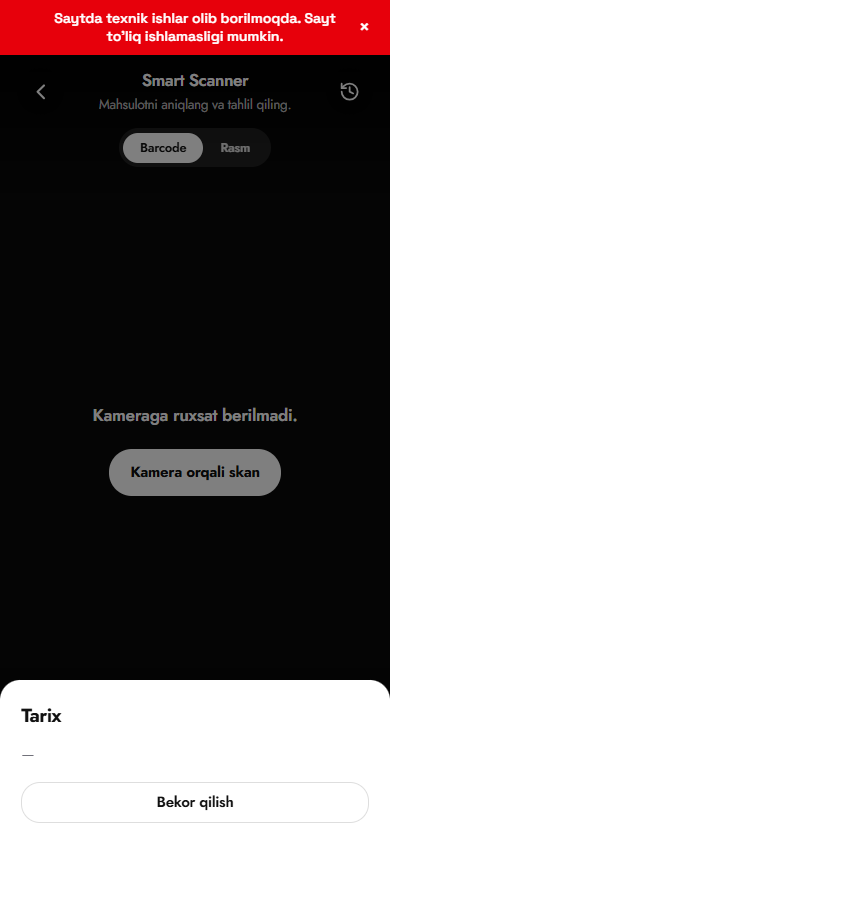 Saytda texnik ishlar olib borilmoqda. Sayt
to'liq ishlamasligi mumkin.
×
Smart Scanner
Mahsulotni aniqlang va tahlil qiling.
Barcode
Rasm
Kameraga ruxsat berilmadi.
Kamera orqali skan
Tarix
—
Bekor qilish